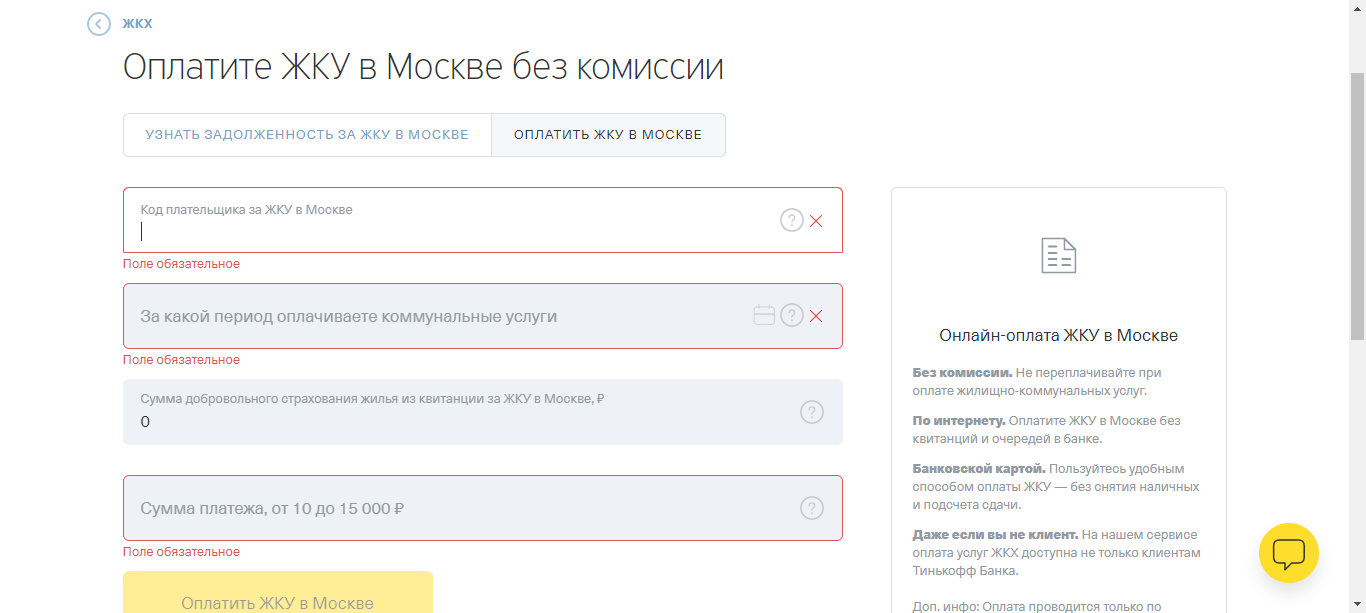 ЖКХ
Оплатите ЖКУ в Москве без комиссии
УЗНАТЬ ЗАДОЛЖЕННОСТЬ ЗА ЖКУ В МОСКВЕ
ОПЛАТИТЬ ЖКУ В МОСКВЕ
Код плательщика за ЖКУ в Москве
Поле обязательное
За какой период оплачиваете коммунальные услуги
Поле обязательное
Сумма добровольного страхования жилья из квитанции за ЖКУ в Москве, ₽
0
Сумма платежа, от 10 до 15 000 ₽
Поле обязательное
Оплатить ЖКУ в Москве
Онлайн-оплата ЖКУ в Москве
Без комиссии. Не переплачивайте при
оплате жилищно-коммунальных услуг.
По интернету. Оплатите ЖКУ в Москве без
квитанций и очередей в банке.
Банковской картой. Пользуйтесь удобным
способом оплаты ЖКУ — без снятия наличных
и подсчета сдачи.
Даже если вы не клиент. На нашем сервисе
оплата услуг ЖКХ доступна не только клиентам
Тинькофф Банка.
Доп. инфо: Оплата проводится только по